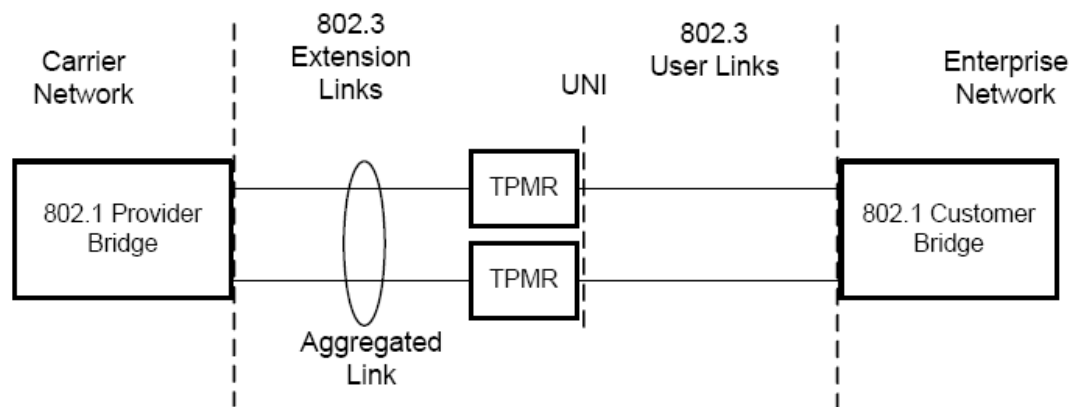 Carrier
Network
802.3
Extension
Links
UNI
802.3
User Links
Enterprise
Network
802.1 Provider
Bridge
TPMR
TPMR
802.1 Customer
Bridge
Aggregated
Link